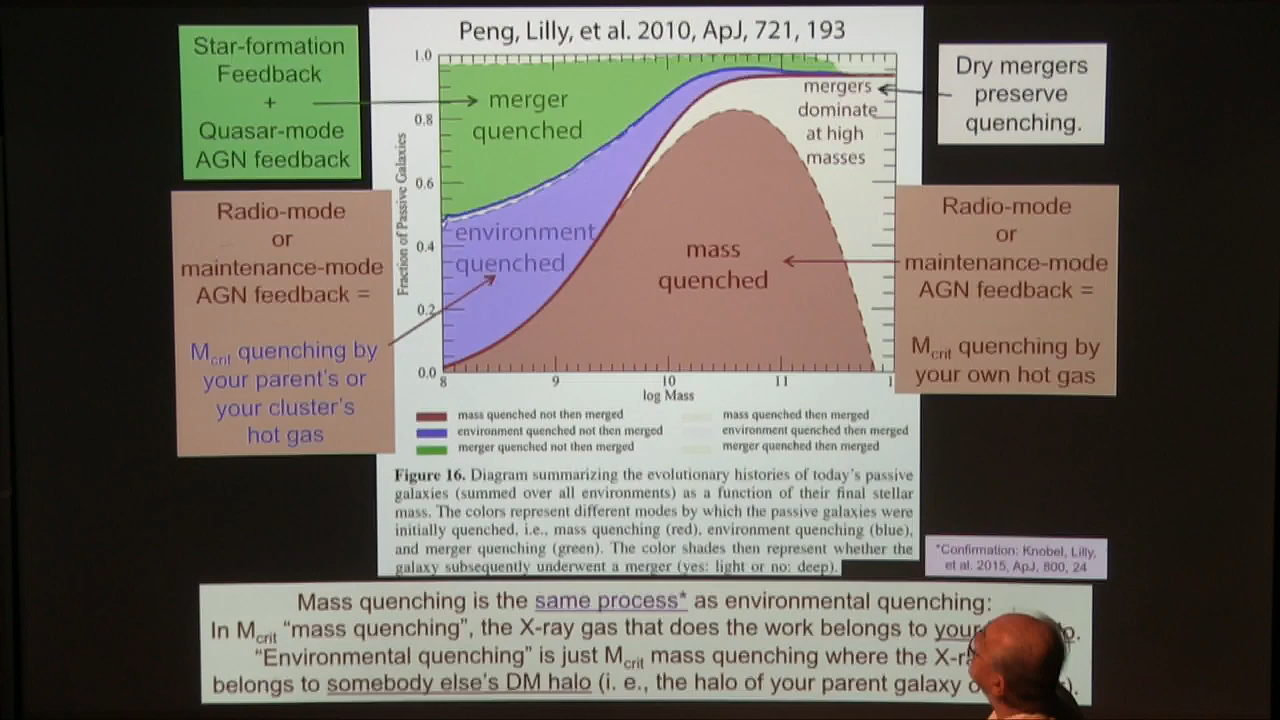 Peng, Lilly, et al. 2010, ApJ, 721, 193
Star-formation
Feedback
+
Quasar-mode
AGN feedback
Radio-mode
or
maintenance-mode
AGN feedback =
M_crit quenching by
your parent's or
your cluster's
hot gas
Fraction of Passive Galaxies
1.0
0.8
0.6
0.4
0.2
0.0
merger
quenched
environment
quenched
mass
quenched
mergers
dominate
at high
masses
8
9
10
11
log Mass
Dry mergers
preserve
quenching.
Radio-mode
or
maintenance-mode
AGN feedback =
M_crit quenching by
your own hot gas
mass quenched not then merged
environment quenched not then merged
merger quenched not then merged
mass quenched then merged
environment quenched then merged
merger quenched then merged
Figure 16. Diagram summarizing the evolutionary histories of today's passive
galaxies (summed over all environments) as a function of their final stellar
mass. The colors represent different modes by which the passive galaxies were
initially quenched, i.e., mass quenching (red), environment quenching (blue),
and merger quenching (green). The color shades then represent whether the
galaxy subsequently underwent a merger (yes: light or no: deep).
*Confirmation: Knobel, Lilly,
et al. 2015, ApJ, 800, 24
Mass quenching is the same process* as environmental quenching:
In M_crit "mass quenching", the X-ray gas that does the work belongs to your
"Environmental quenching" is just M_crit mass quenching where the
belongs to somebody else's DM halo (i. e., the halo of your parent galaxy